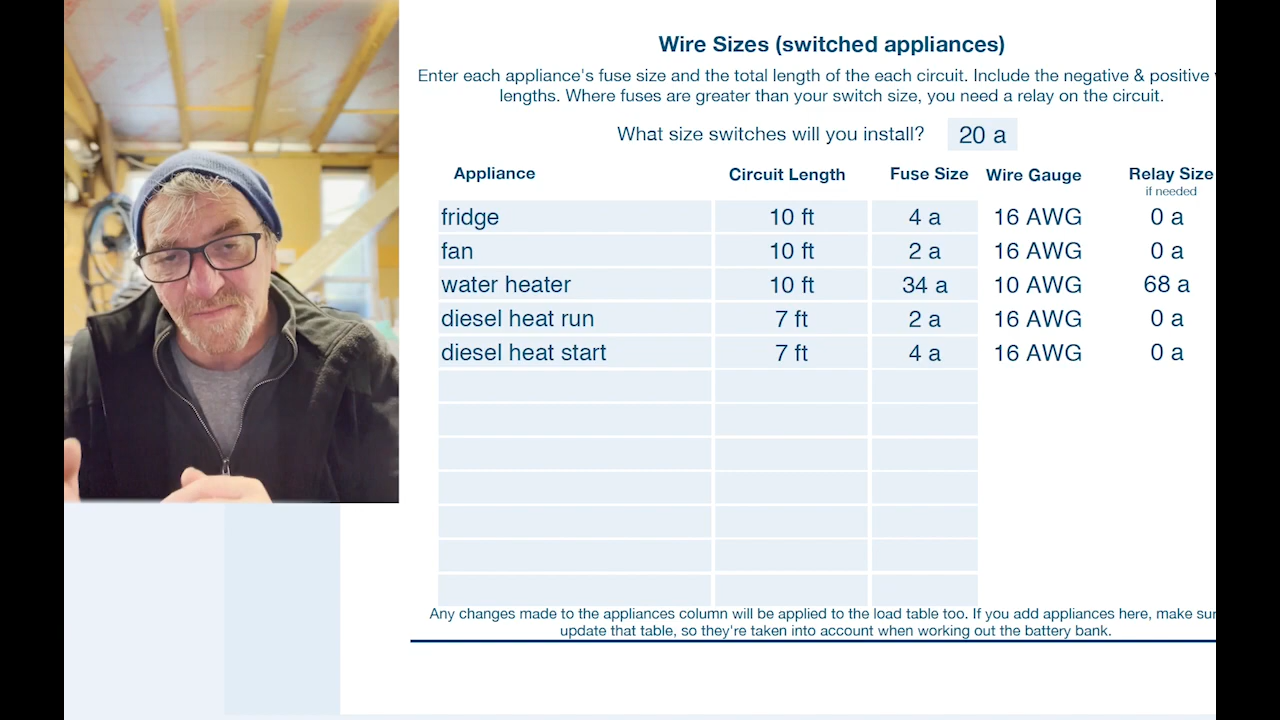 Wire Sizes (switched appliances)
Enter each appliance's fuse size and the total length of the each circuit. Include the negative & positive
lengths. Where fuses are greater than your switch size, you need a relay on the circuit.
What size switches will you install? 20 a
Appliance Circuit Length Fuse Size Wire Gauge Relay Size
if needed
fridge 10 ft 4 a 16 AWG 0 a
fan 10 ft 2 a 16 AWG 0 a
water heater 10 ft 34 a 10 AWG 68 a
diesel heat run 7 ft 2 a 16 AWG 0 a
diesel heat start 7 ft 4 a 16 AWG 0 a
Any changes made to the appliances column will be applied to the load table too. If you add appliances here, make
update that table, so they're taken into account when working out the battery bank.